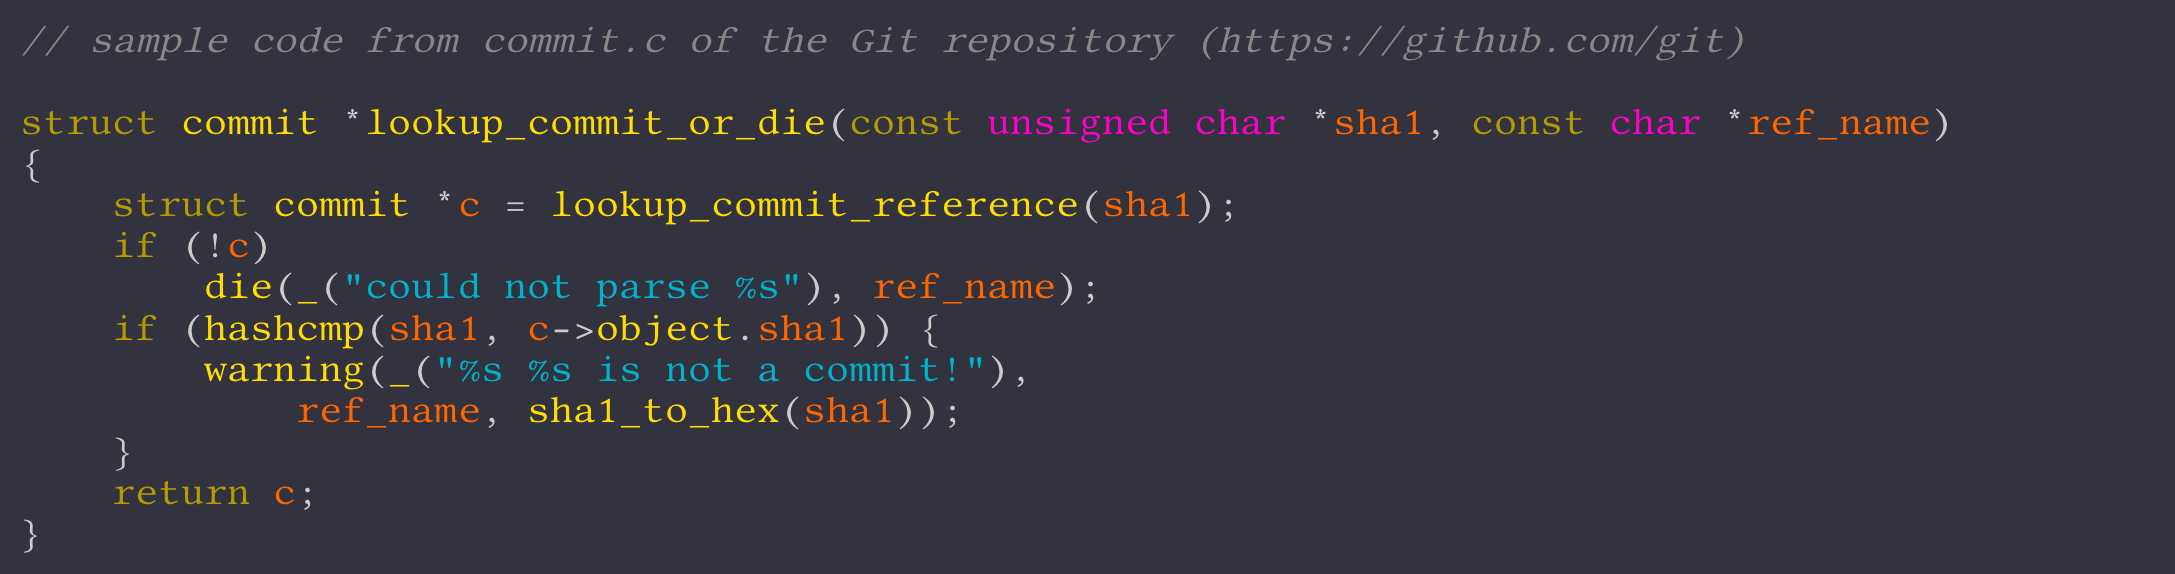 // sample code from commit.c of the Git repository (https://github.com/git)

struct commit *lookup_commit_or_die(const unsigned char *sha1, const char *ref_name)
{
    struct commit *c = lookup_commit_reference(sha1);
    if (!c)
        die(_("could not parse %s"), ref_name);
    if (hashcmp(sha1, c->object.sha1)) {
        warning(_("%s %s is not a commit!"),
            ref_name, sha1_to_hex(sha1));
    }
    return c;
}